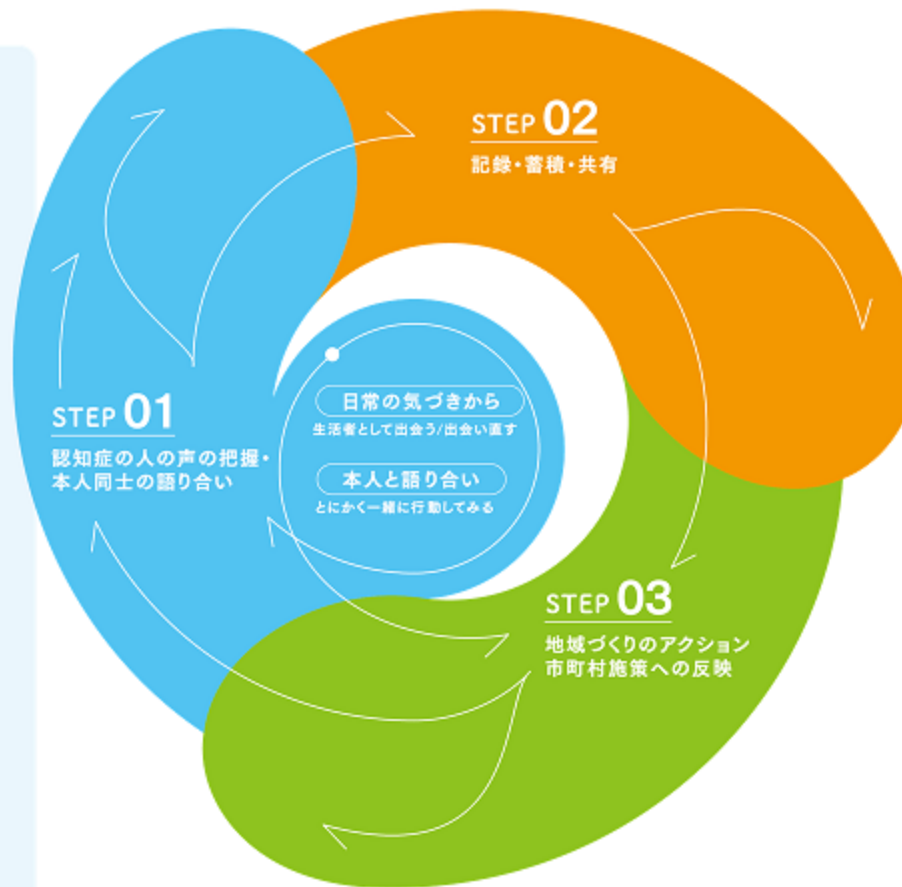 STEP 01
認知症の人の声の把握・
本人同士の語り合い
STEP 02
記録・蓄積・共有
日常の気づきから
生活者として出会う/出会い直す
本人と語り合い
とにかく一緒に行動してみる
STEP 03
地域づくりのアクション
市町村施策への反映